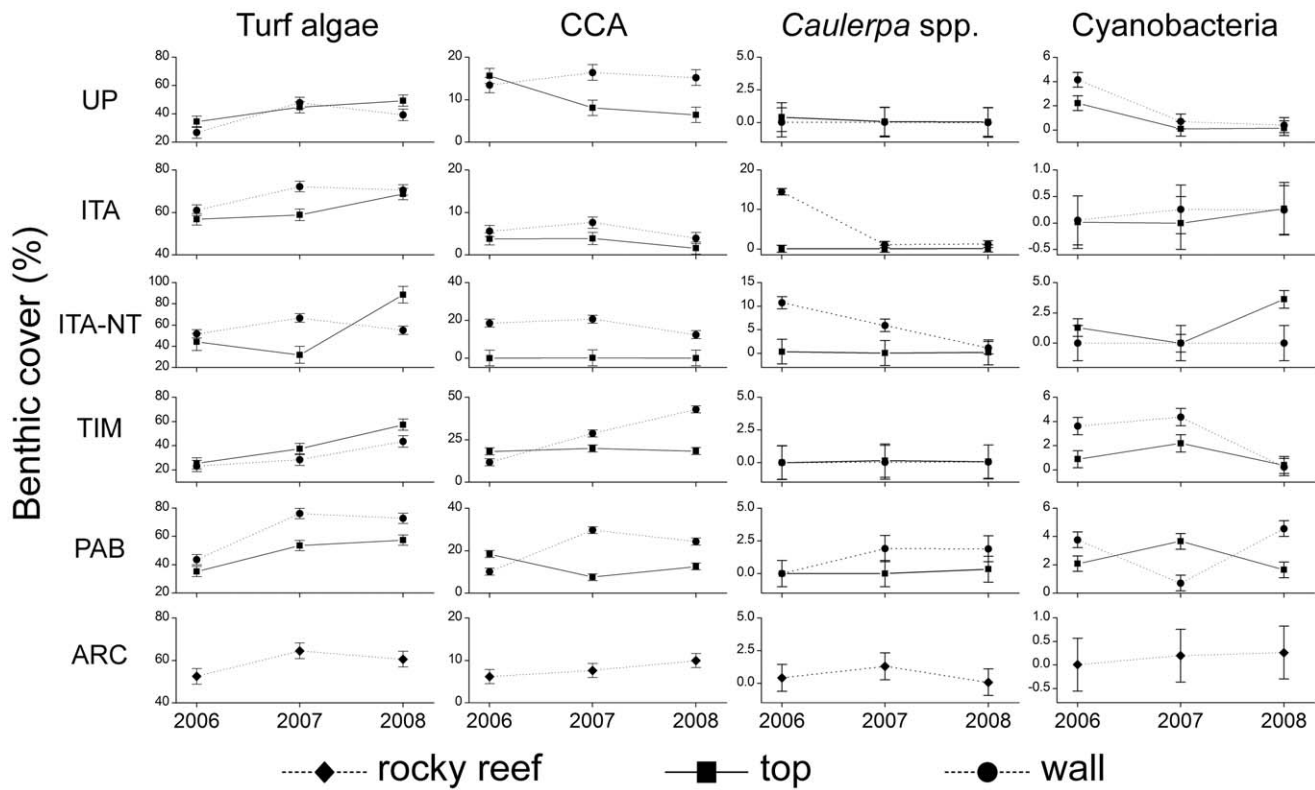 Turf algae CCA Caulerpa spp. Cyanobacteria
Benthic cover (%)
UP
80 60 40 20
20 10 0
5.0 2.5 0.0
6 4 2 0
ITA
80 60 40
20 10 0
20 10 0
1.0 0.5 0.0 -0.5
ITA-NT
100 80 60 40 20
40 20 0
15 10 5 0
5.0 2.5 0.0
TIM
80 60 40 20
50 25 0
5.0 2.5 0.0
6 4 2 0
PAB
80 60 40 20
40 20 0
5.0 2.5 0.0
6 4 2 0
ARC
80 60 40
20 10 0
5.0 2.5 0.0
1.0 0.5 0.0 -0.5
2006 2007 2008 2006 2007 2008 2006 2007 2008 2006 2007 2008
rocky reef top wall